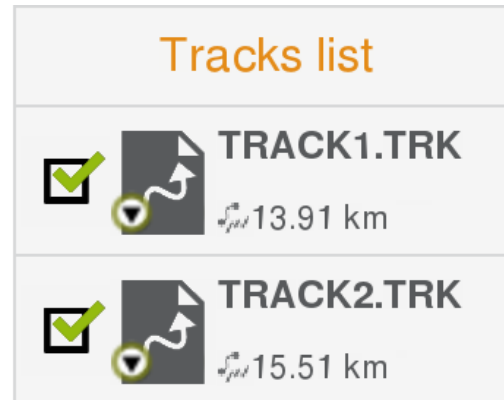 Tracks list
TRACK1.TRK
13.91 km
TRACK2.TRK
15.51 km